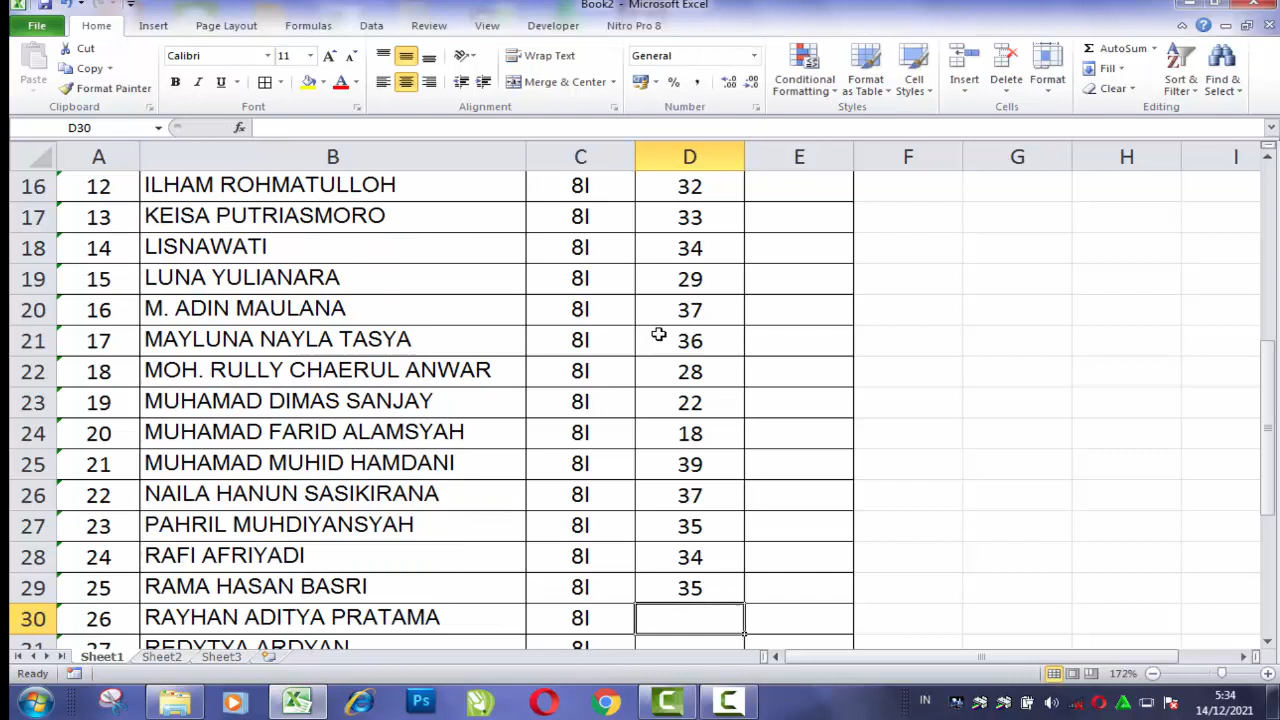 Book2 - Microsoft Excel
File Home Insert Page Layout Formulas Data Review View Developer Nitro Pro 8
Cut
Copy
Format Painter
Paste
Clipboard
Calibri 11
B I U
Font
Wrap Text
Merge & Center
Alignment
General
%
Number
Conditional Formatting
Format as Table
Cell Styles
Styles
Insert Delete Format
Cells
AutoSum
Fill
Clear
Sort & Filter
Find & Select
Editing
D30 fx
A B C D E F G H I
16 12 ILHAM ROHMATULLOH 8I 32
17 13 KEISA PUTRIASMORO 8I 33
18 14 LISNAWATI 8I 34
19 15 LUNA YULIANARA 8I 29
20 16 M. ADIN MAULANA 8I 37
21 17 MAYLUNA NAYLA TASYA 8I 36
22 18 MOH. RULLY CHAERUL ANWAR 8I 28
23 19 MUHAMAD DIMAS SANJAY 8I 22
24 20 MUHAMAD FARID ALAMSYAH 8I 18
25 21 MUHAMAD MUHID HAMDANI 8I 39
26 22 NAILA HANUN SASIKIRANA 8I 37
27 23 PAHRIL MUHDIYANSYAH 8I 35
28 24 RAFI AFRIYADI 8I 34
29 25 RAMA HASAN BASRI 8I 35
30 26 RAYHAN ADITYA PRATAMA 8I
31 27 REDYTYA ARDYAN 8I
Sheet1 Sheet2 Sheet3
Ready 172%
Ps IN 5:34
14/12/2021